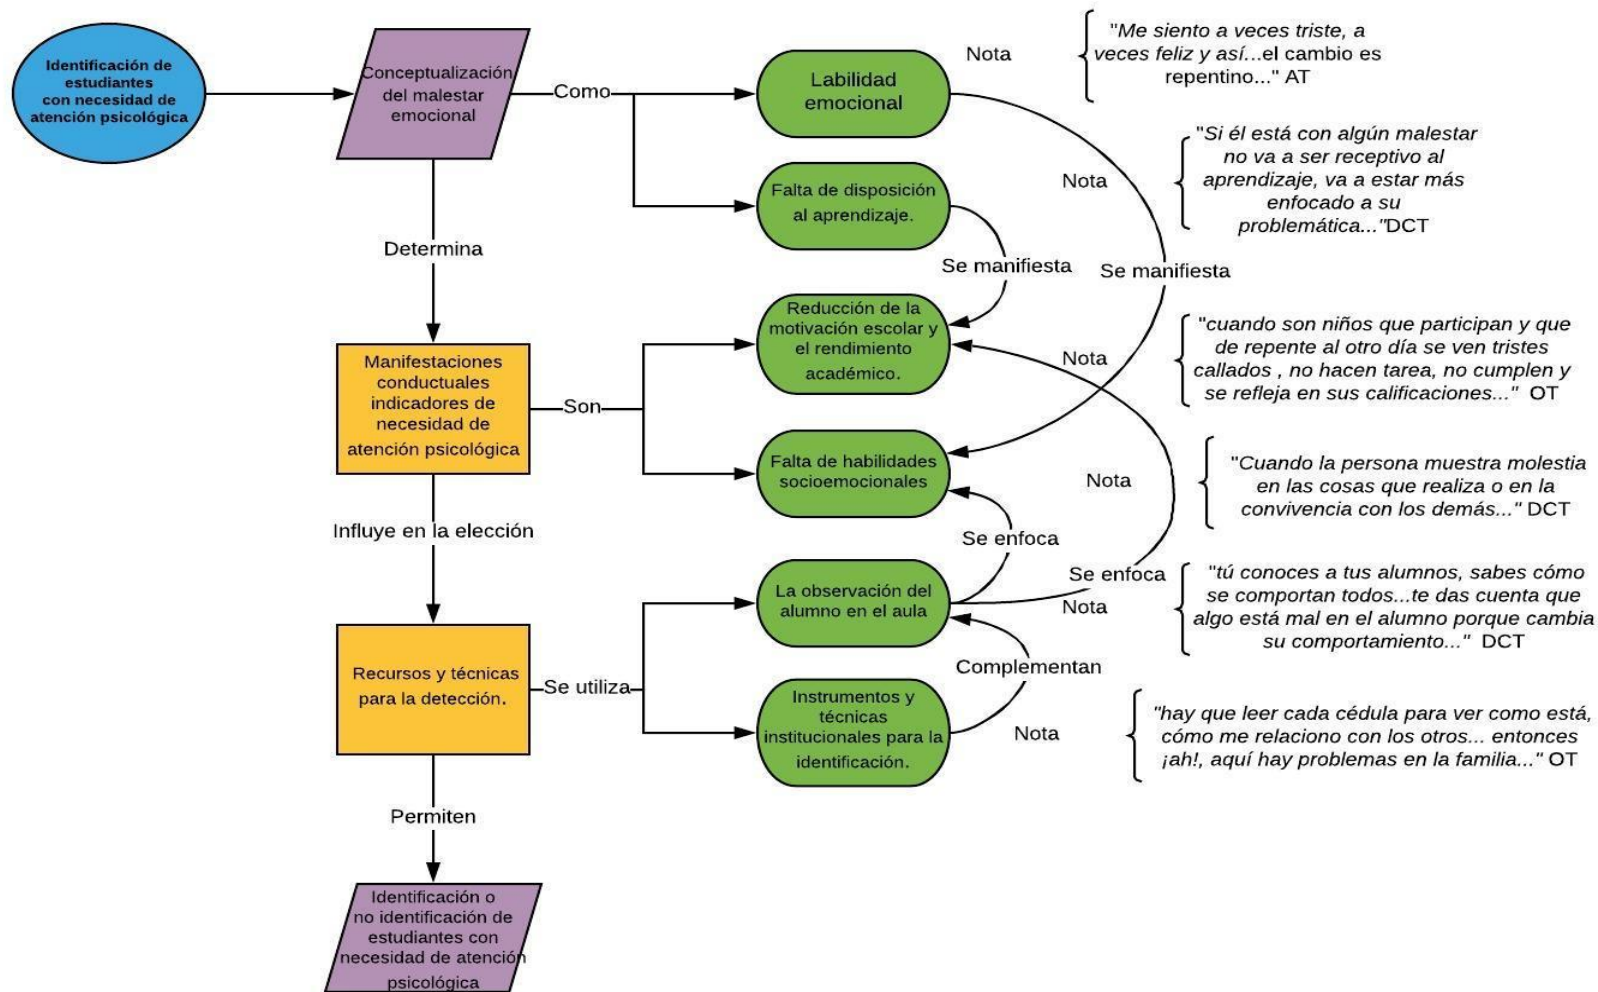 Identificación de
estudiantes
con necesidad de
atención psicológica
Conceptualización
del malestar
emocional
Como
Labilidad
emocional
Nota
"Me siento a veces triste, a
veces feliz y así...el cambio es
repentino..." AT
Falta de disposición
al aprendizaje.
Nota
"Si él está con algún malestar
no va a ser receptivo al
aprendizaje, va a estar más
enfocado a su
problemática..."DCT
Determina
Se manifiesta
Se manifiesta
Manifestaciones
conductuales
indicadores de
necesidad de
atención psicológica
Son
Reducción de la
motivación escolar y
el rendimiento
académico.
Nota
"cuando son niños que participan y que
de repente al otro día se ven tristes
callados , no hacen tarea, no cumplen y
se refleja en sus calificaciones..." OT
Falta de habilidades
socioemocionales
Nota
"Cuando la persona muestra molestia
en las cosas que realiza o en la
convivencia con los demás..." DCT
Influye en la elección
Se enfoca
Se enfoca
Recursos y técnicas
para la detección.
Se utiliza
La observación del
alumno en el aula
Nota
"tú conoces a tus alumnos, sabes cómo
se comportan todos...te das cuenta que
algo está mal en el alumno porque cambia
su comportamiento..." DCT
Complementan
Instrumentos y
técnicas
institucionales para la
identificación.
Nota
"hay que leer cada cédula para ver como está,
cómo me relaciono con los otros... entonces
¡ah!, aquí hay problemas en la familia..." OT
Permiten
Identificación o
no identificación de
estudiantes con
necesidad de atención
psicológica